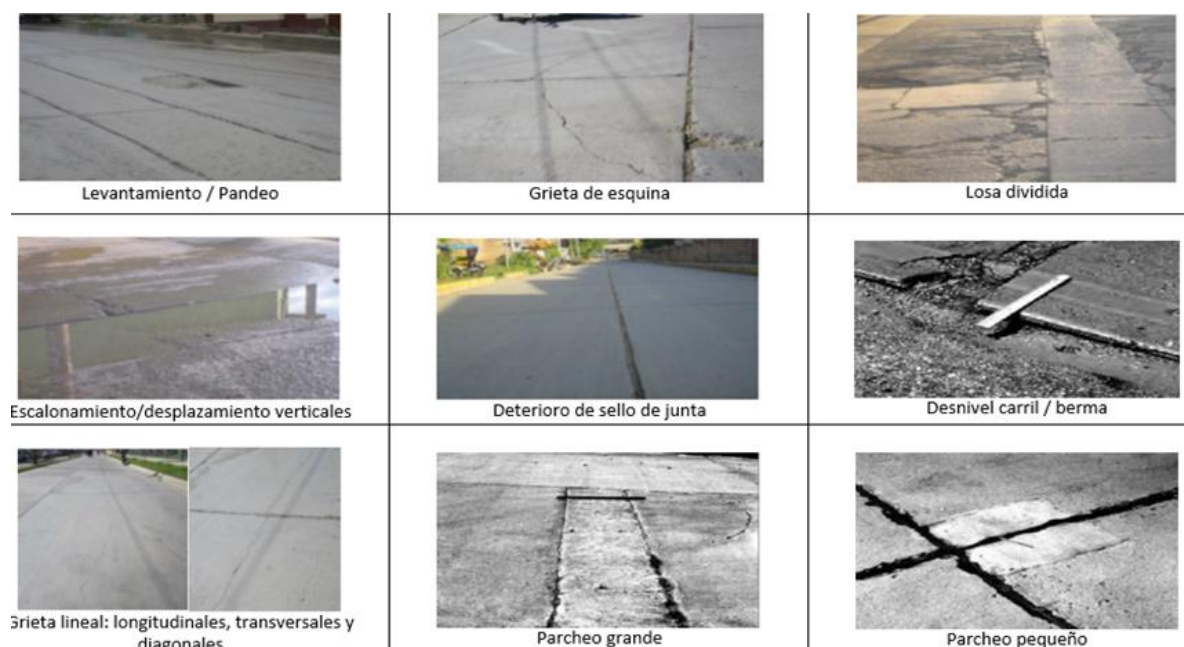 Levantamiento / Pandeo
Grieta de esquina
Losa dividida
Escalonamiento/desplazamiento verticales
Deterioro de sello de junta
Desnivel carril / berma
Grieta lineal: longitudinales, transversales y
diagonales
Parcheo grande
Parcheo pequeño